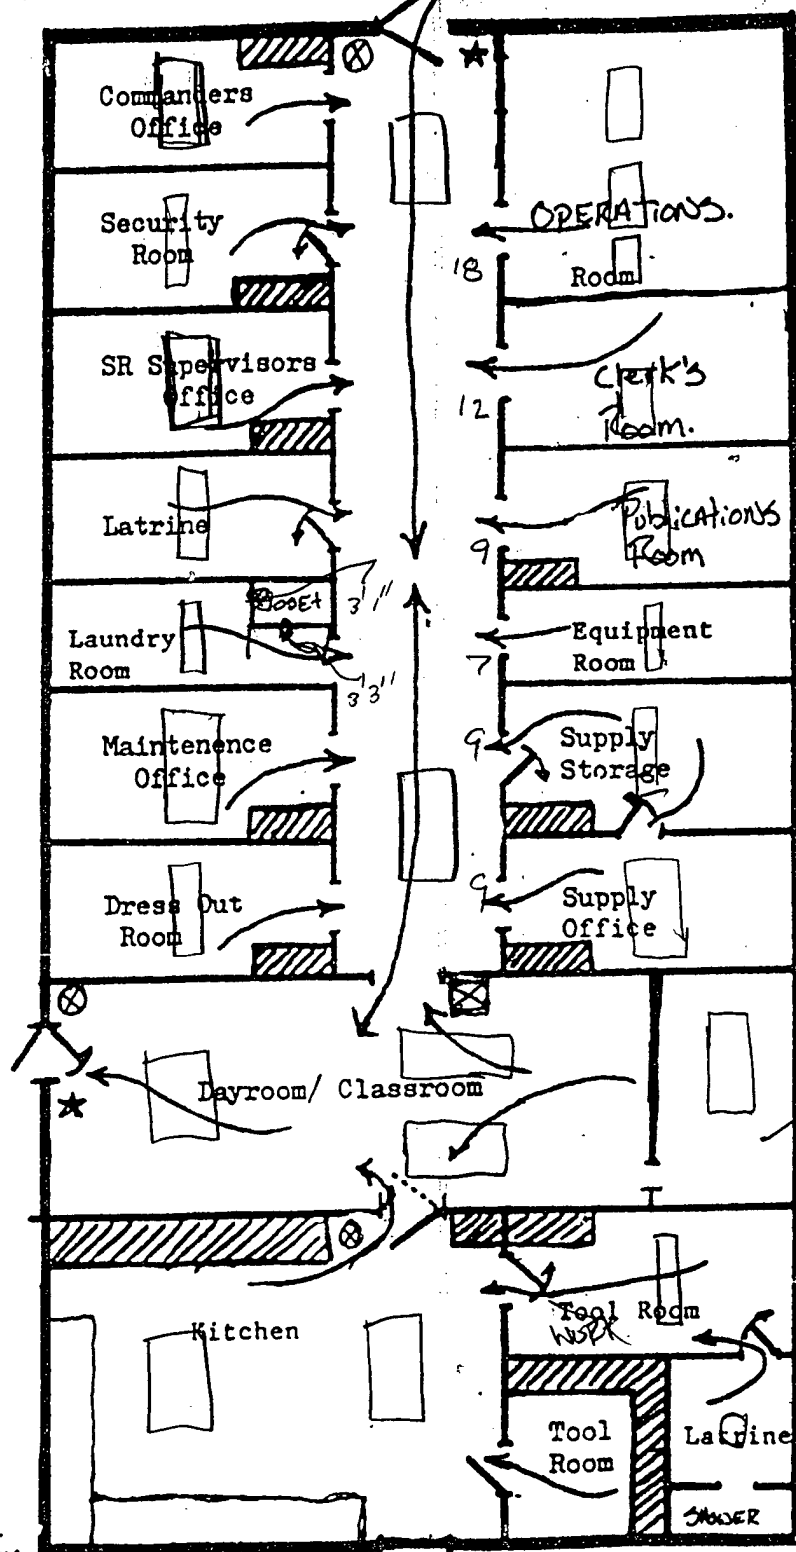 Commanders
Office
OPERATIONS.
Security
Room
18
Room
SR Supervisors
Office
Clerk's
Room.
12
Latrine
Publications
Room
9
Closet
3'1"
Laundry
Room
Equipment
Room
7
3'3"
Maintenence
Office
9
Supply
Storage
Dress Out
Room
9
Supply
Office
Dayroom/ Classroom
Kitchen
Tool Room
WORK
Tool
Room
Latrine
SHOWER